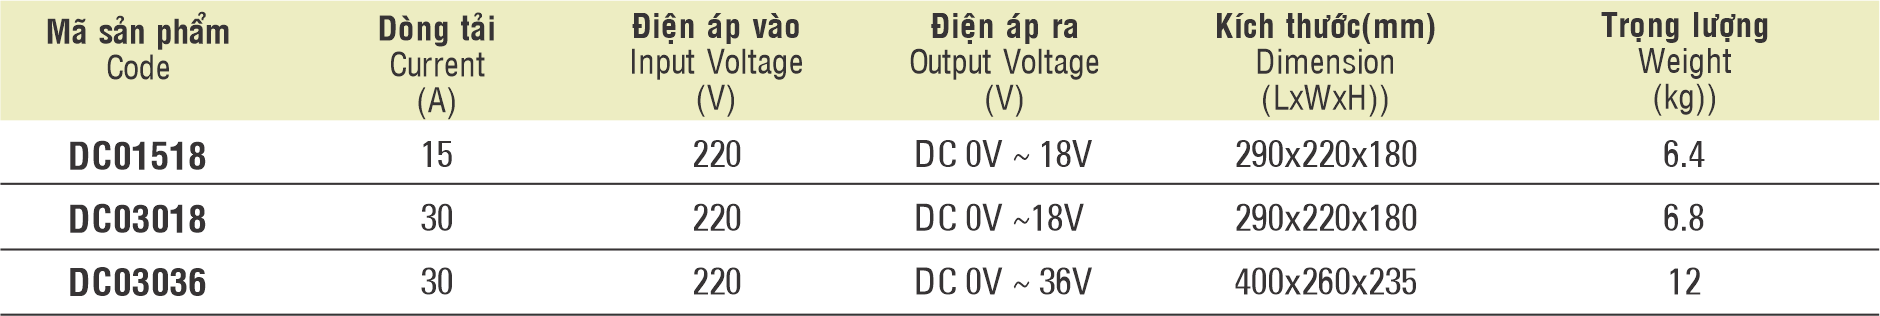 Mã sản phẩm Dòng tải Điện áp vào Điện áp ra Kích thước(mm) Trọng lượng
Code Current Input Voltage Output Voltage Dimension Weight
(A) (V) (V) (LxWxH)) (kg))
DC01518 15 220 DC 0V ~ 18V 290x220x180 6.4
DC03018 30 220 DC 0V ~18V 290x220x180 6.8
DC03036 30 220 DC 0V ~ 36V 400x260x235 12